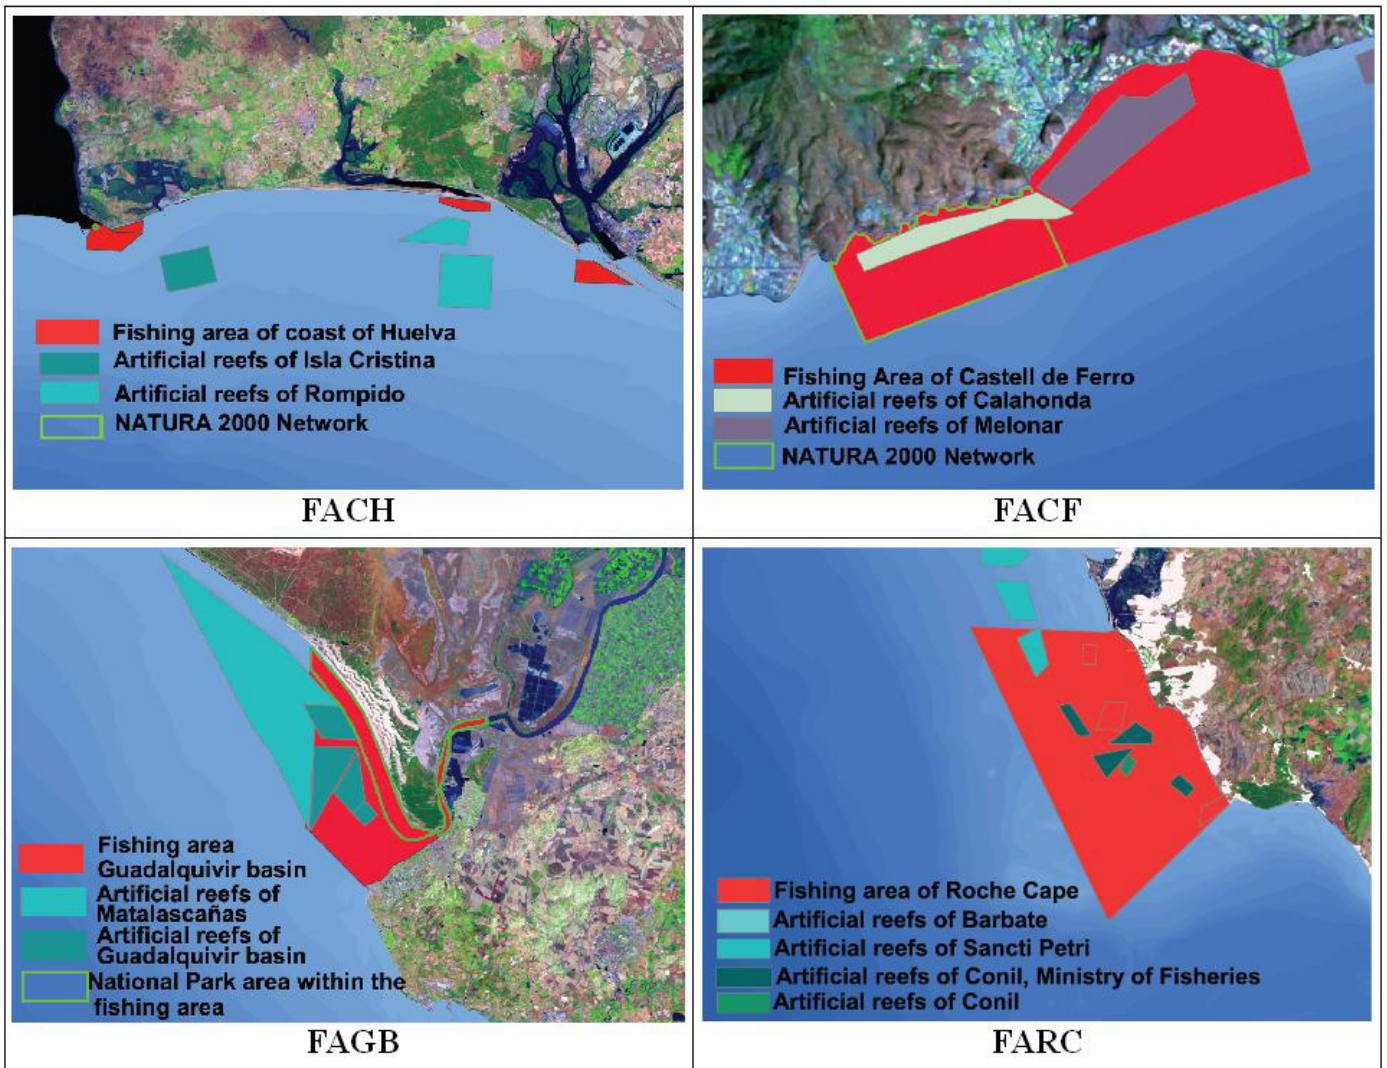 Fishing area of coast of Huelva
Artificial reefs of Isla Cristina
Artificial reefs of Rompido
NATURA 2000 Network
FACH
Fishing Area of Castell de Ferro
Artificial reefs of Calahonda
Artificial reefs of Melonar
NATURA 2000 Network
FACF
Fishing area
Guadalquivir basin
Artificial reefs of
Matalascañas
Artificial reefs of
Guadalquivir basin
National Park area within the
fishing area
FAGB
Fishing area of Roche Cape
Artificial reefs of Barbate
Artificial reefs of Sancti Petri
Artificial reefs of Conil, Ministry of Fisheries
Artificial reefs of Conil
FARC